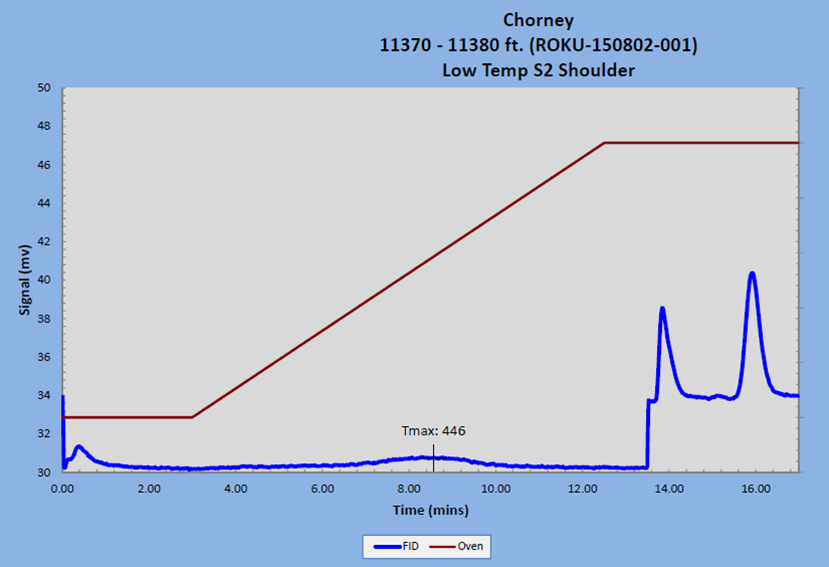 Chorney
11370 - 11380 ft. (ROKU-150802-001)
Low Temp S2 Shoulder
50
48
46
44
42
40
38
36
34
32
30
Signal (mv)
Tmax: 446
0.00 2.00 4.00 6.00 8.00 10.00 12.00 14.00 16.00
Time (mins)
FID Oven